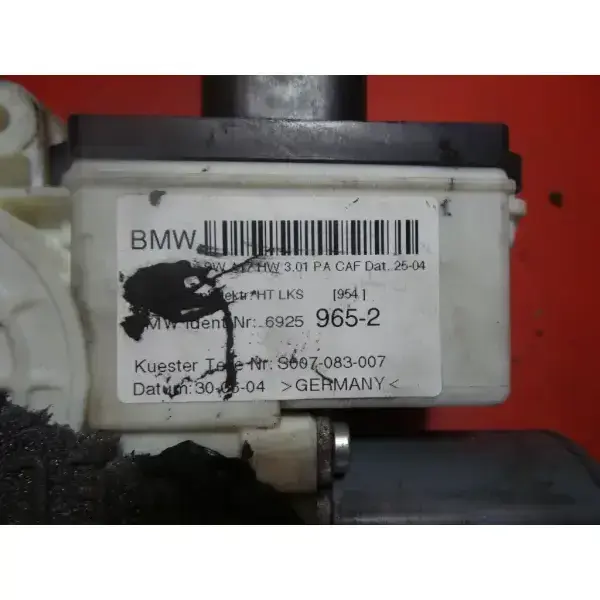 BMW
HW 3.01 PA CAF Dat. 25-04
HT LKS [954]
BMW Ident Nr.: 6925 965-2
Kuester Teile Nr.: S007-083-007
Datum: 30-06-04 >GERMANY<